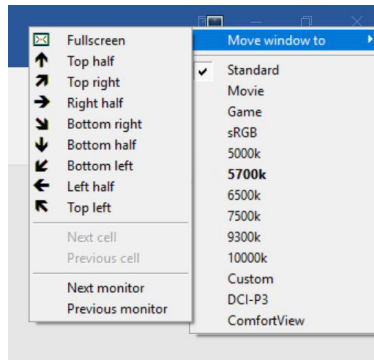 Move window to
Standard
Movie
Game
sRGB
5000k
5700k
6500k
7500k
9300k
10000k
Custom
DCI-P3
ComfortView
Fullscreen
Top half
Top right
Right half
Bottom right
Bottom half
Bottom left
Left half
Top left
Next cell
Previous cell
Next monitor
Previous monitor